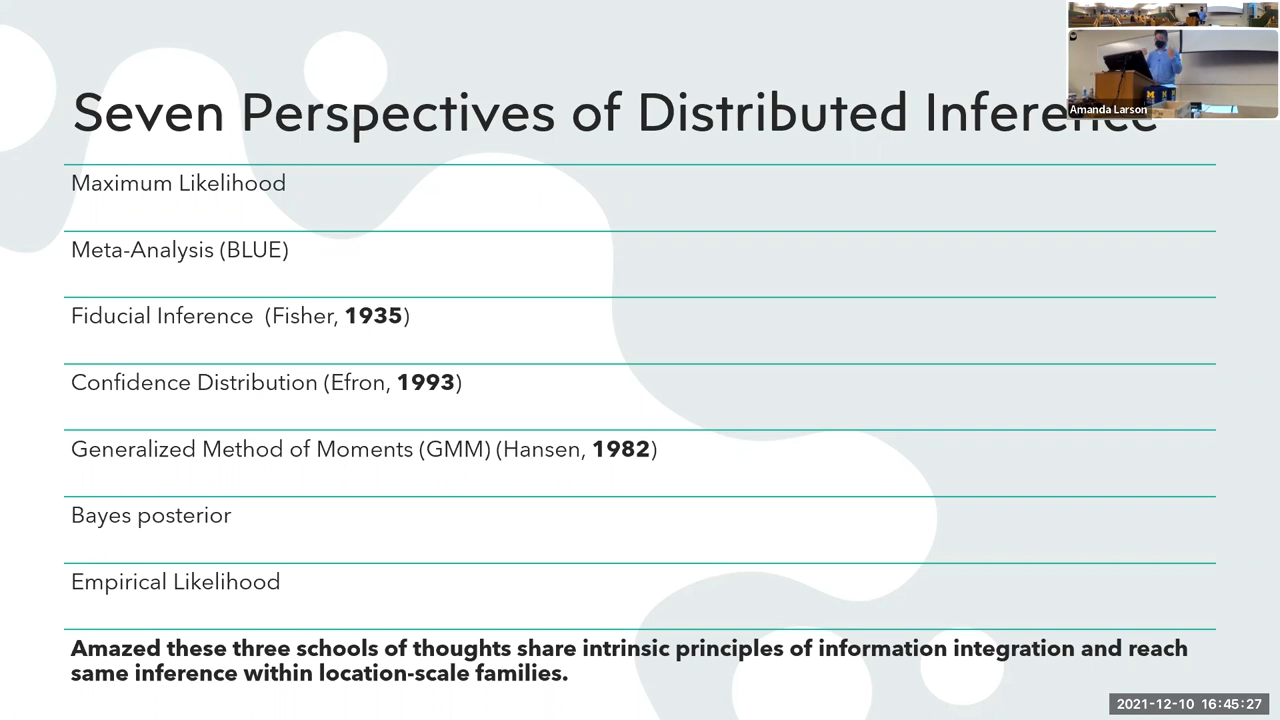 Seven Perspectives of Distributed Inference
Amanda Larson
Maximum Likelihood
Meta-Analysis (BLUE)
Fiducial Inference (Fisher, 1935)
Confidence Distribution (Efron, 1993)
Generalized Method of Moments (GMM) (Hansen, 1982)
Bayes posterior
Empirical Likelihood
Amazed these three schools of thoughts share intrinsic principles of information integration and reach
same inference within location-scale families.
2021-12-10 16:45:27